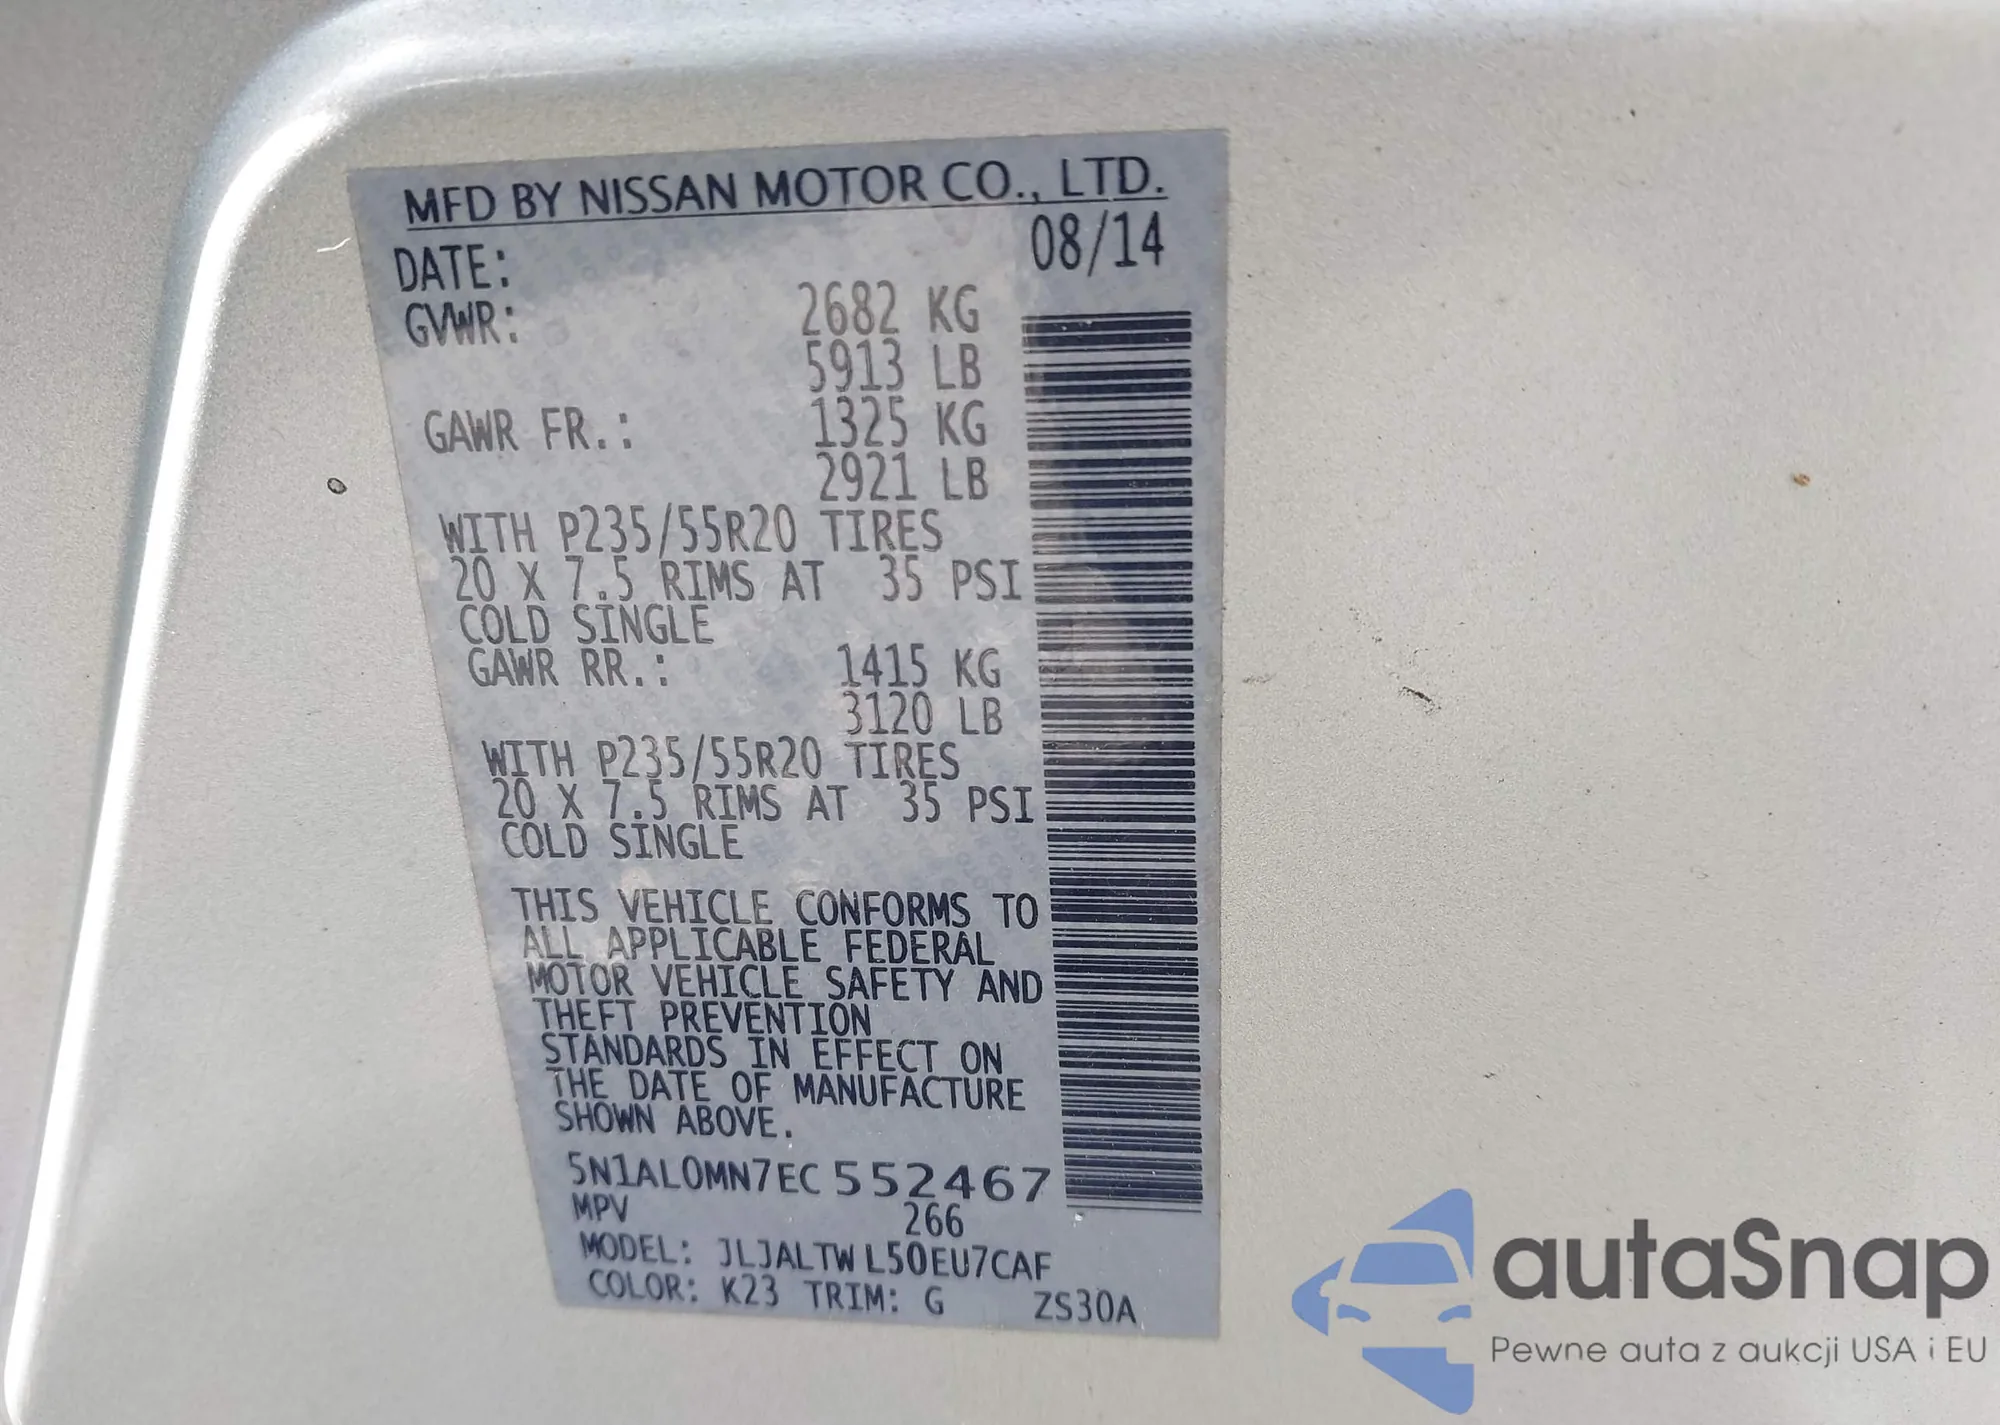 MFD BY NISSAN MOTOR CO., LTD.
DATE: 08/14
GVWR: 2682 KG
5913 LB
GAWR FR.: 1325 KG
2921 LB
WITH P235/55R20 TIRES
20 X 7.5 RIMS AT 35 PSI
COLD SINGLE
GAWR RR.: 1415 KG
3120 LB
WITH P235/55R20 TIRES
20 X 7.5 RIMS AT 35 PSI
COLD SINGLE
THIS VEHICLE CONFORMS TO
ALL APPLICABLE FEDERAL
MOTOR VEHICLE SAFETY AND
THEFT PREVENTION
STANDARDS IN EFFECT ON
THE DATE OF MANUFACTURE
SHOWN ABOVE.
5N1AL0MN7EC552467
MPV 266
MODEL: JLJALTW L50EU7CAF
COLOR: K23 TRIM: G ZS30A
autaSnap
Pewne auta z aukcji USA i EU